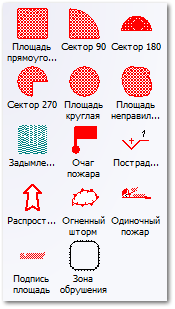 Площадь
прямоуго...
Сектор 90
Сектор 180
Сектор 270
Площадь
круглая
Площадь
неправил...
Задымле...
Очаг
пожара
1
Пострад...
Распрост...
Огненный
шторм
Одиночный
пожар
Подпись
площадь
Зона
обрушения